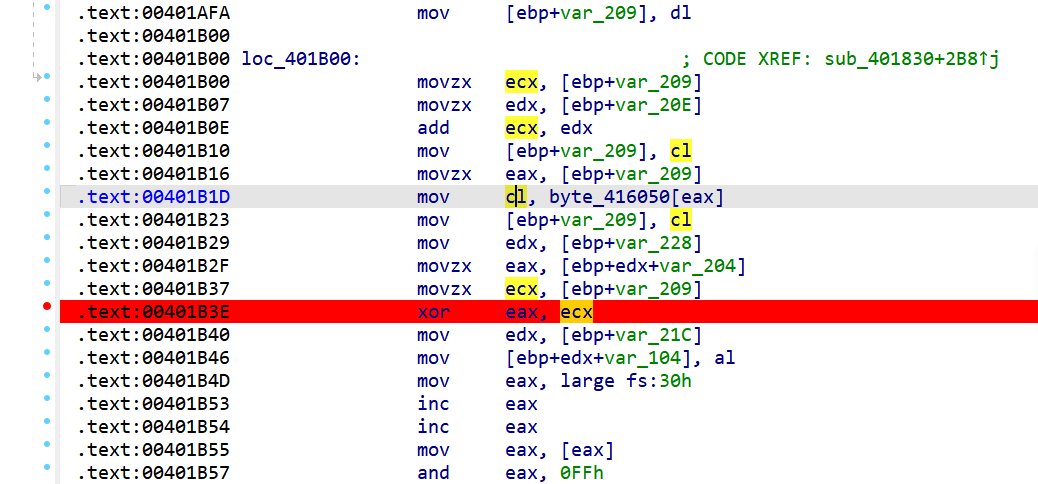 .text:00401AFA mov [ebp+var_209], dl
.text:00401B00
.text:00401B00 loc_401B00: ; CODE XREF: sub_401830+2B8↑j
.text:00401B00 movzx ecx, [ebp+var_209]
.text:00401B07 movzx edx, [ebp+var_20E]
.text:00401B0E add ecx, edx
.text:00401B10 mov [ebp+var_209], cl
.text:00401B16 movzx eax, [ebp+var_209]
.text:00401B1D mov cl, byte_416050[eax]
.text:00401B23 mov [ebp+var_209], cl
.text:00401B29 mov edx, [ebp+var_228]
.text:00401B2F movzx eax, [ebp+edx+var_204]
.text:00401B37 movzx ecx, [ebp+var_209]
.text:00401B3E xor eax, ecx
.text:00401B40 mov edx, [ebp+var_21C]
.text:00401B46 mov [ebp+edx+var_104], al
.text:00401B4D mov eax, large fs:30h
.text:00401B53 inc eax
.text:00401B54 inc eax
.text:00401B55 mov eax, [eax]
.text:00401B57 and eax, 0FFh